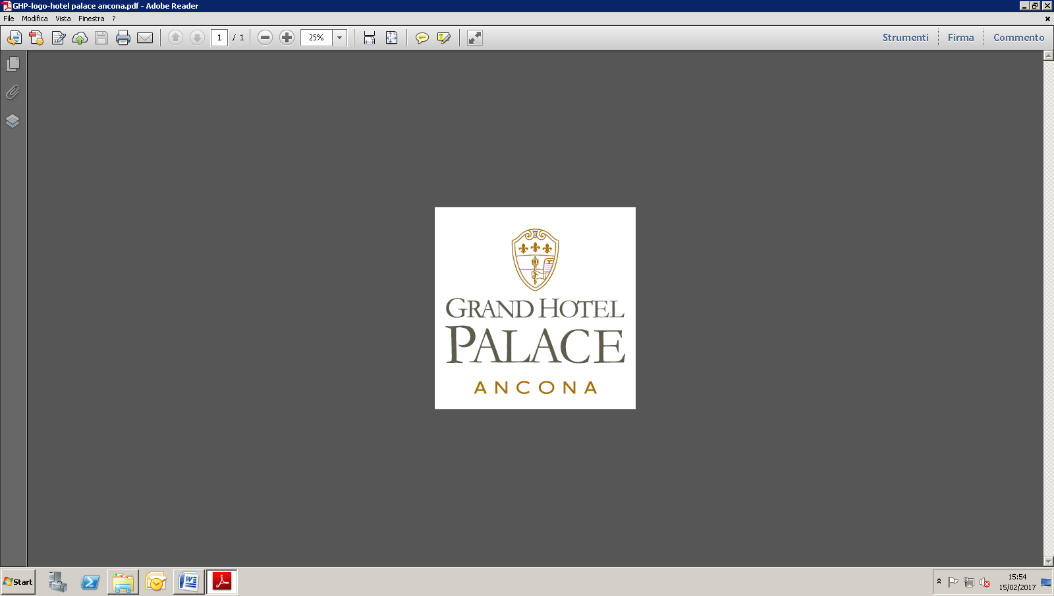 GHP-logo-hotel palace ancona.pdf - Adobe Reader
File Modifica Vista Finestra ?
1 / 1 25% Strumenti Firma Commento
GRAND HOTEL
PALACE
ANCONA
Start
15:54
15/02/2017